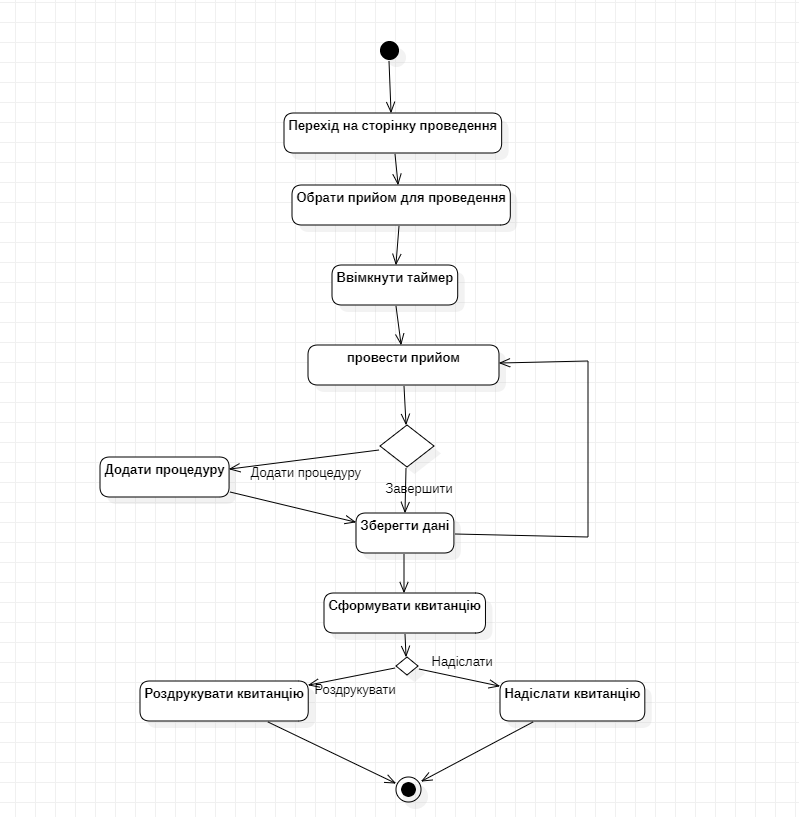 Перехід на сторінку проведення
Обрати прийом для проведення
Ввімкнути таймер
провести прийом
Додати процедуру
Додати процедуру
Завершити
Зберегти дані
Сформувати квитанцію
Надіслати
Роздрукувати квитанцію
Роздрукувати
Надіслати квитанцію